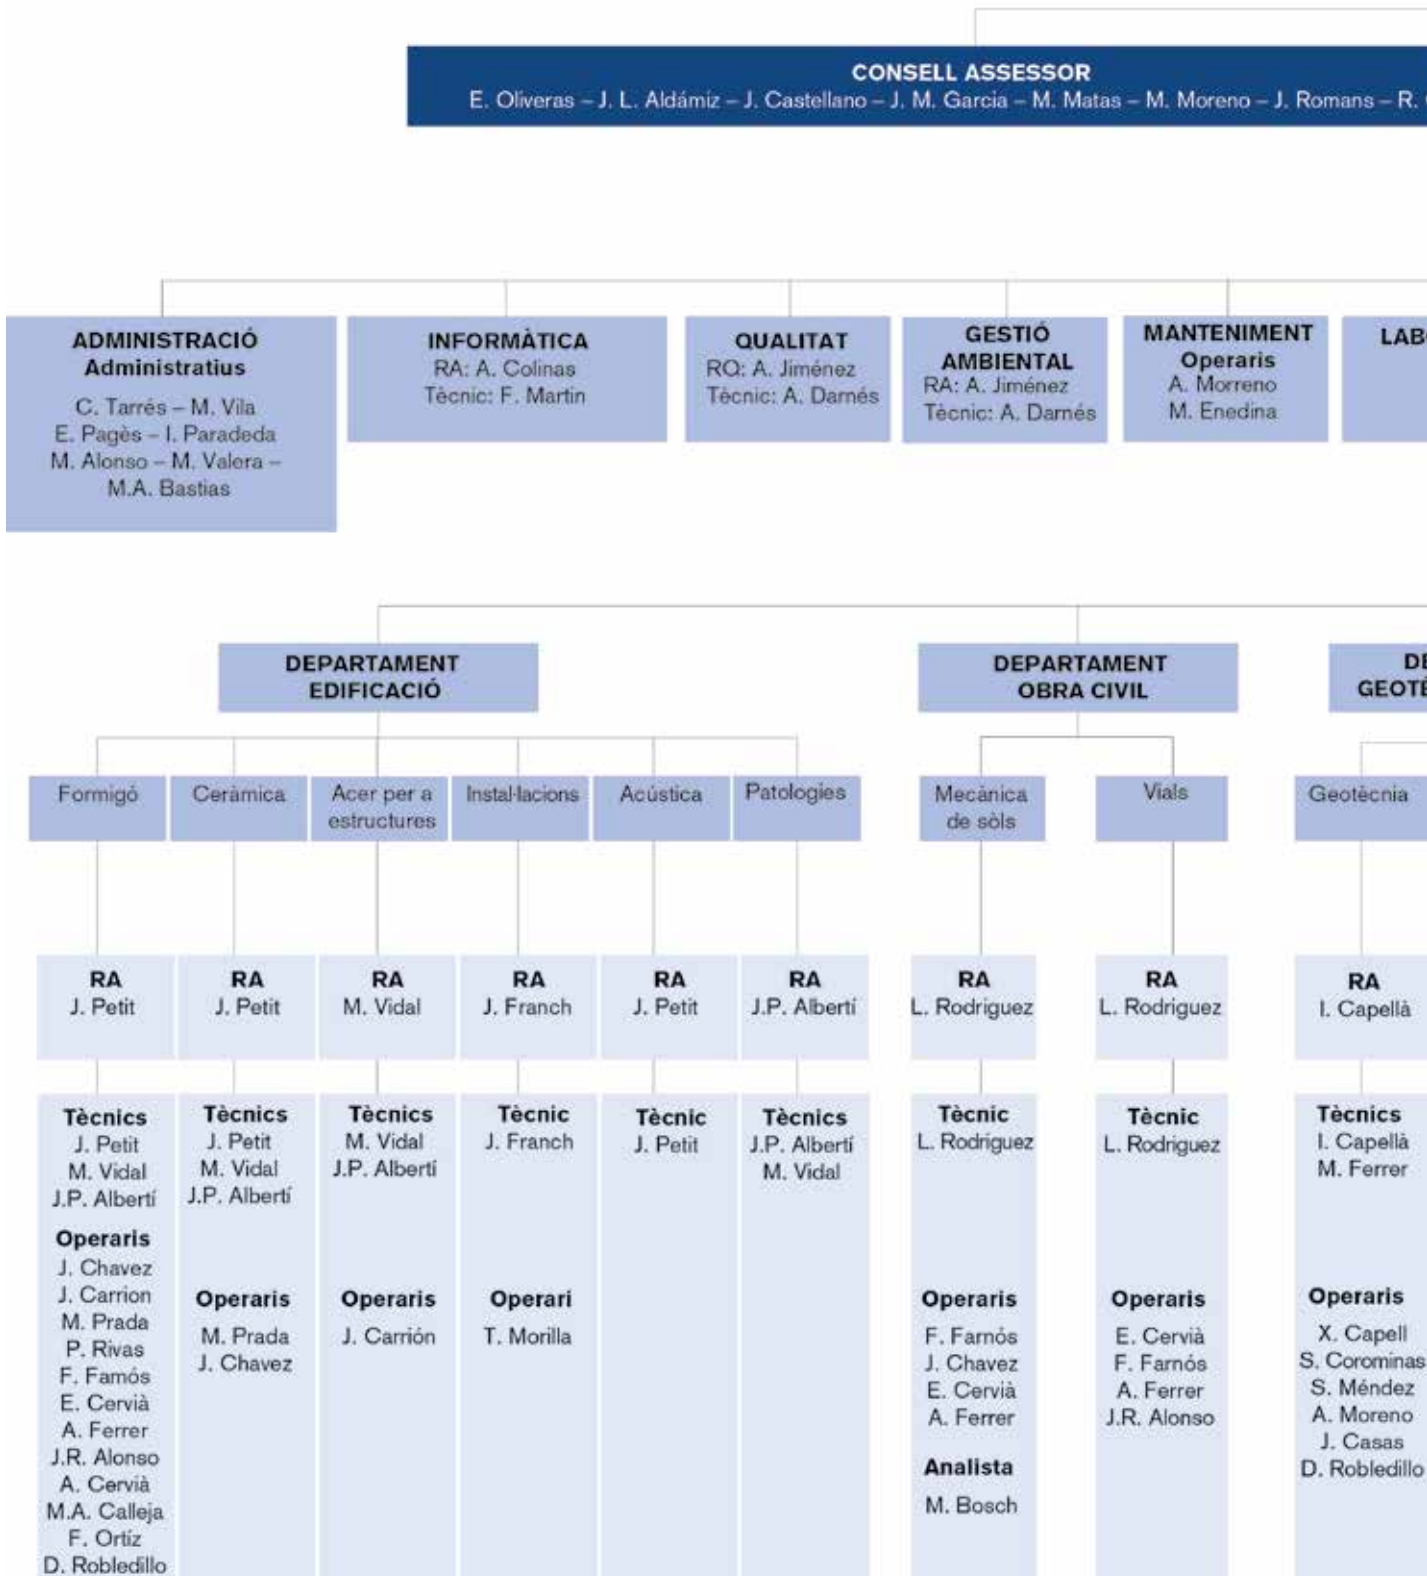 CONSELL ASSESSOR
E. Oliveras – J. L. Aldámiz – J. Castellano – J. M. Garcia – M. Matas – M. Moreno – J. Romans – R.
ADMINISTRACIÓ
Administratius
C. Tarrés – M. Vila
E. Pagès – I. Paradeda
M. Alonso – M. Valera –
M.A. Bastias
INFORMÀTICA
RA: A. Colinas
Tècnic: F. Martin
QUALITAT
RQ: A. Jiménez
Tècnic: A. Darnés
GESTIÓ
AMBIENTAL
RA: A. Jiménez
Tècnic: A. Darnés
MANTENIMENT
Operaris
A. Morreno
M. Enedina
DEPARTAMENT
EDIFICACIÓ
DEPARTAMENT
OBRA CIVIL
Formigó
Ceràmica
Acer per a
estructures
Instal·lacions
Acústica
Patologies
Mecànica
de sòls
Vials
Geotècnia
RA
J. Petit
RA
J. Petit
RA
M. Vidal
RA
J. Franch
RA
J. Petit
RA
J.P. Albertí
RA
L. Rodriguez
RA
L. Rodriguez
RA
I. Capellà
Tècnics
J. Petit
M. Vidal
J.P. Albertí
Operaris
J. Chavez
J. Carrion
M. Prada
P. Rivas
F. Famós
E. Cervià
A. Ferrer
J.R. Alonso
A. Cervià
M.A. Calleja
F. Ortíz
D. Robledillo
Tècnics
J. Petit
M. Vidal
J.P. Albertí
Operaris
M. Prada
J. Chavez
Tècnics
M. Vidal
J.P. Albertí
Operaris
J. Carrión
Tècnic
J. Franch
Operari
T. Morilla
Tècnic
J. Petit
Tècnics
J.P. Albertí
M. Vidal
Tècnic
L. Rodriguez
Operaris
F. Farnós
J. Chavez
E. Cervià
A. Ferrer
Analista
M. Bosch
Tècnic
L. Rodriguez
Operaris
E. Cervià
F. Farnós
A. Ferrer
J.R. Alonso
Tècnics
I. Capellà
M. Ferrer
Operaris
X. Capell
S. Corominas
S. Méndez
A. Moreno
J. Casas
D. Robledillo